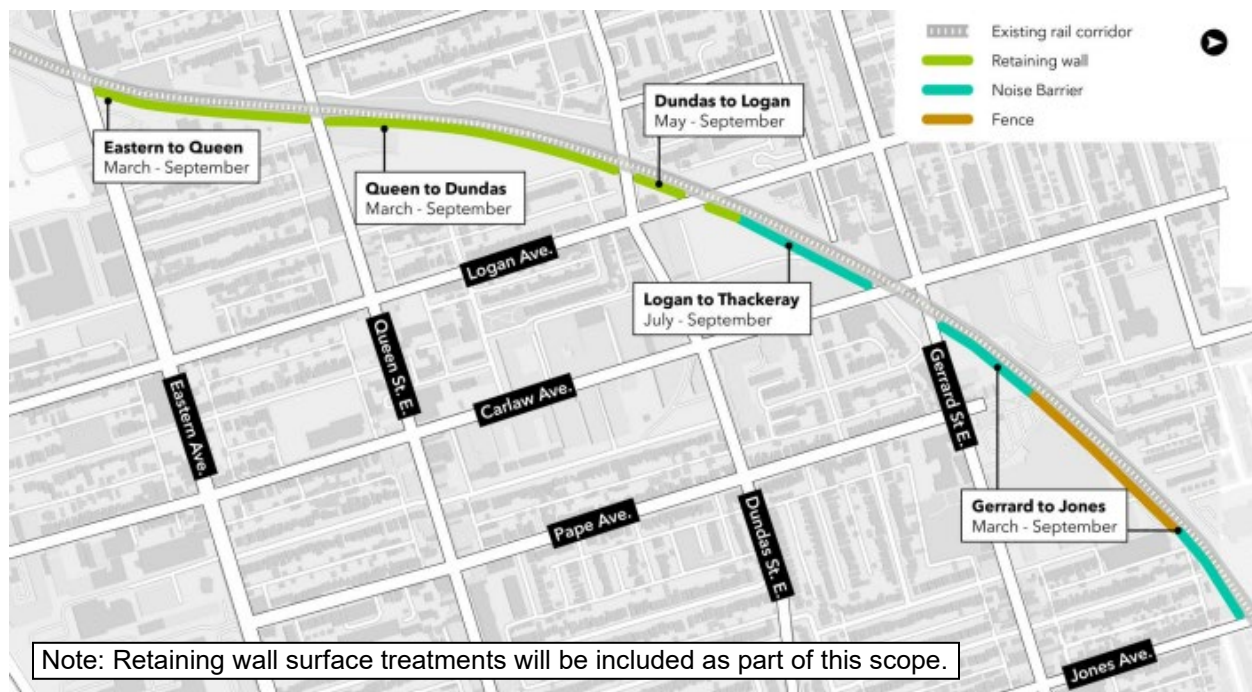 Existing rail corridor
Retaining wall
Noise Barrier
Fence
Eastern to Queen
March - September
Queen to Dundas
March - September
Dundas to Logan
May - September
Logan to Thackeray
July - September
Gerrard to Jones
March - September
Logan Ave.
Carlaw Ave.
Pape Ave.
Jones Ave.
Eastern Ave.
Queen St. E.
Dundas St. E.
Gerrard St E.
Note: Retaining wall surface treatments will be included as part of this scope.